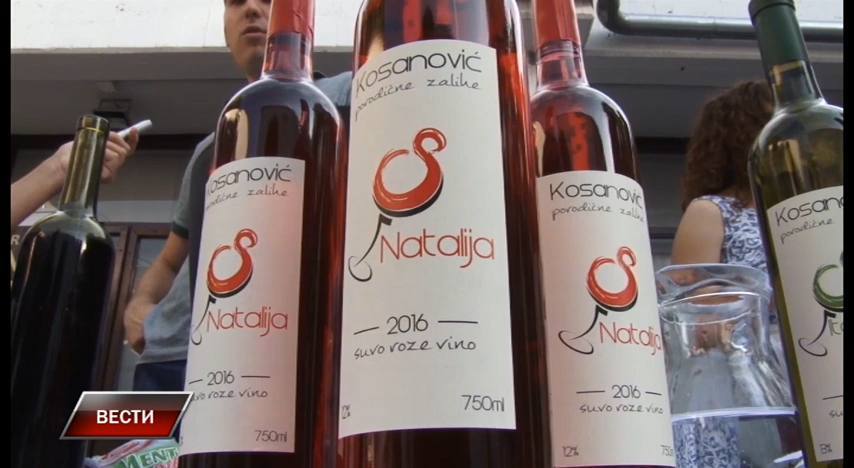 Kosanović
porodične zalihe
Natalija
2016
suvo roze vino
750ml
Kosanović
porodične zalihe
Natalija
2016
suvo roze vino
750ml
Kosanović
porodične zalihe
Natalija
2016
suvo roze vino
12%
Kosanović
porodične
ВЕСТИ
MENT